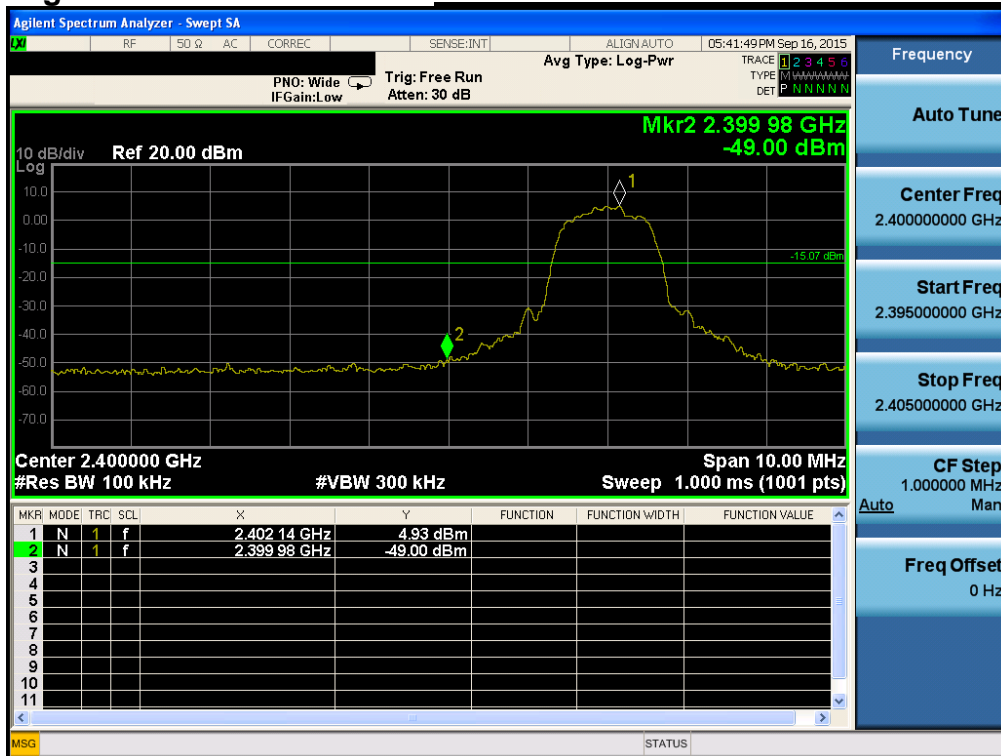 Agilent Spectrum Analyzer - Swept SA
LXI RF 50 Ω AC CORREC SENSE:INT ALIGN AUTO 05:41:49 PM Sep 16, 2015
PNO: Wide
IFGain:Low
Trig: Free Run
Atten: 30 dB
Avg Type: Log-Pwr
TRACE 1 2 3 4 5 6
TYPE M
DET P N N N N N
Mkr2 2.399 98 GHz
-49.00 dBm
10 dB/div Ref 20.00 dBm
Log
10.0
0.00
-10.0
-20.0
-30.0
-40.0
-50.0
-60.0
-70.0
1
2
-15.07 dBm
Center 2.400000 GHz Span 10.00 MHz
#Res BW 100 kHz #VBW 300 kHz Sweep 1.000 ms (1001 pts)
MKR MODE TRC SCL X Y FUNCTION FUNCTION WIDTH FUNCTION VALUE
1 N 1 f 2.402 14 GHz 4.93 dBm
2 N 1 f 2.399 98 GHz -49.00 dBm
3
4
5
6
7
8
9
10
11
MSG STATUS
Frequency
Auto Tune
Center Freq
2.400000000 GHz
Start Freq
2.395000000 GHz
Stop Freq
2.405000000 GHz
CF Step
1.000000 MHz
Auto Man
Freq Offset
0 Hz